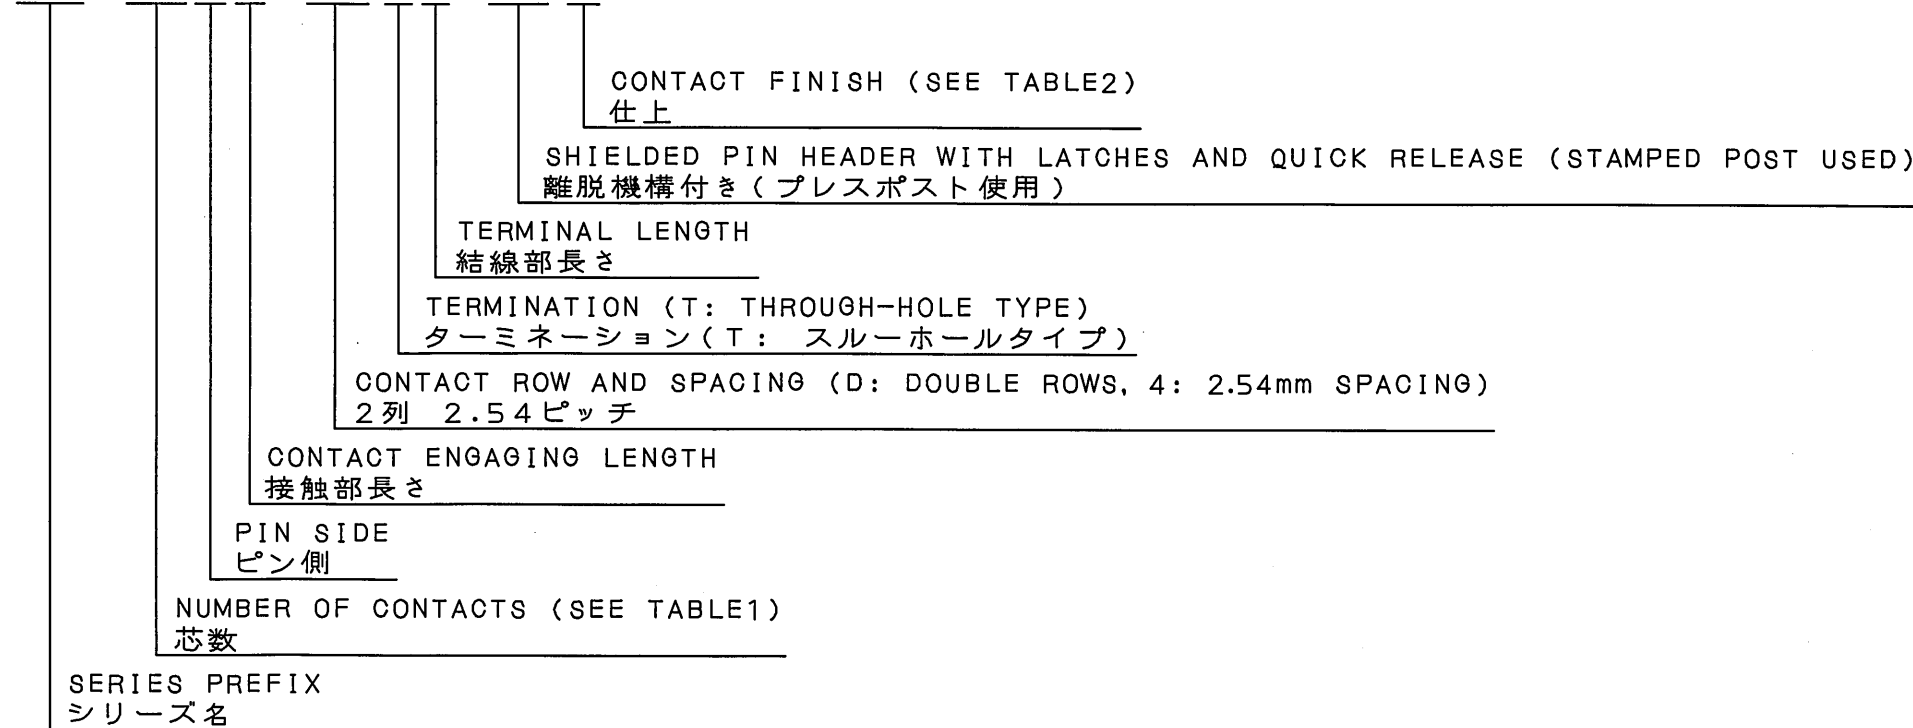 CONTACT FINISH (SEE TABLE2)
仕上
SHIELDED PIN HEADER WITH LATCHES AND QUICK RELEASE (STAMPED POST USED)
離脱機構付き(プレスポスト使用)
TERMINAL LENGTH
結線部長さ
TERMINATION (T: THROUGH-HOLE TYPE)
ターミネーション(T: スルーホールタイプ)
CONTACT ROW AND SPACING (D: DOUBLE ROWS, 4: 2.54mm SPACING)
2列 2.54ピッチ
CONTACT ENGAGING LENGTH
接触部長さ
PIN SIDE
ピン側
NUMBER OF CONTACTS (SEE TABLE1)
芯数
SERIES PREFIX
シリーズ名